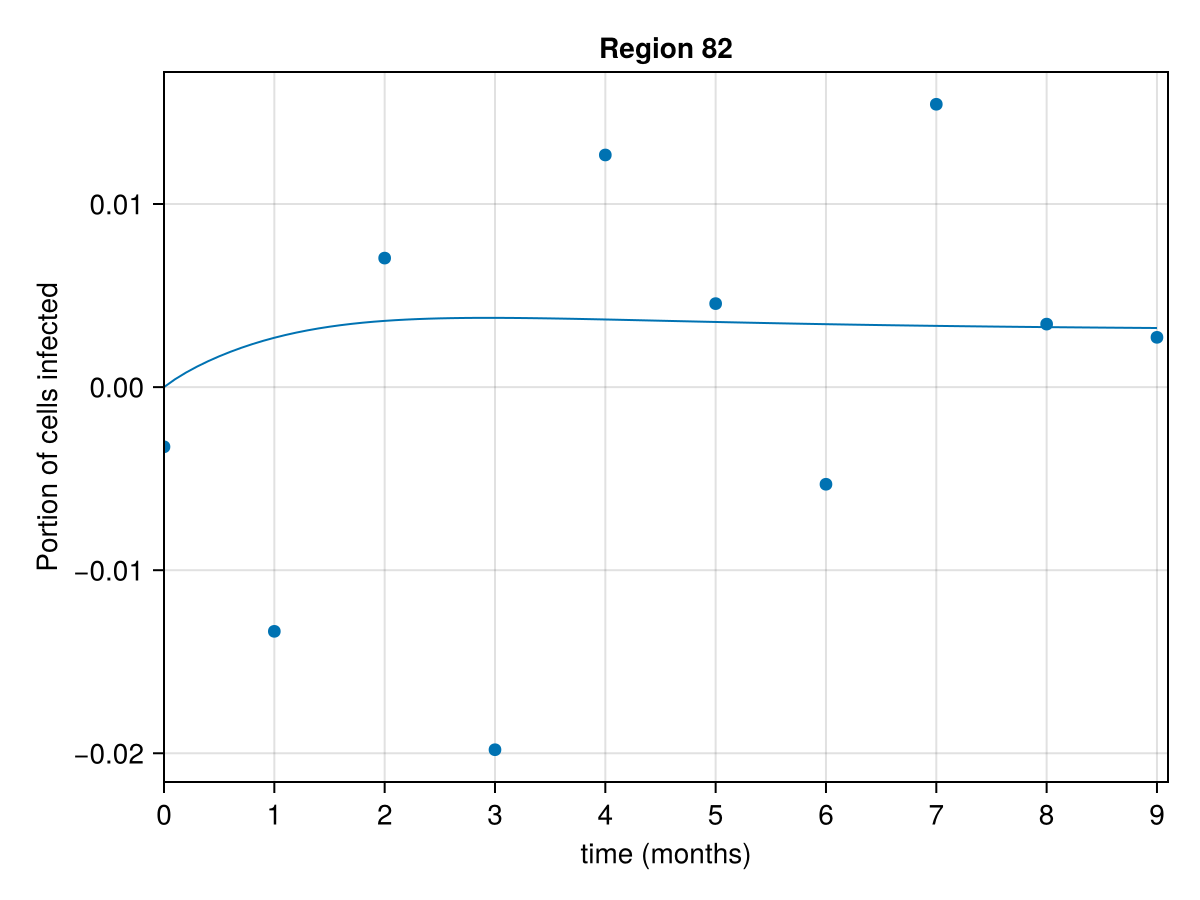 Region 82
Portion of cells infected
0.01
0.00
−0.01
−0.02
0 1 2 3 4 5 6 7 8 9
time (months)